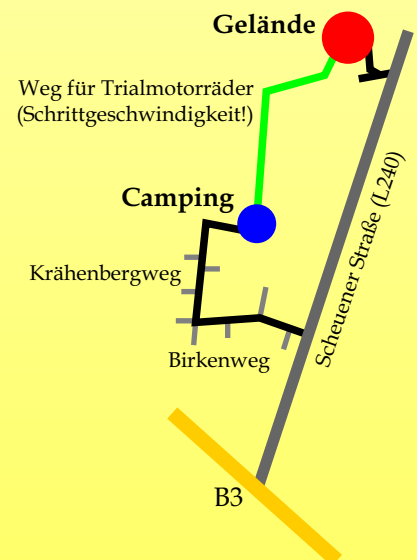 Gelände
Weg für Trialmotorräder
(Schrittgeschwindigkeit!)
Camping
Scheuener Straße (L240)
Krähenbergweg
Birkenweg
B3